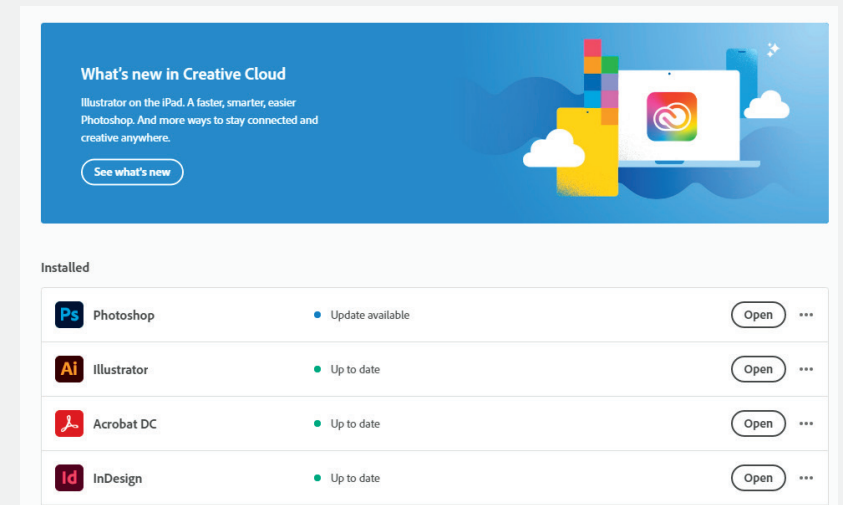 What's new in Creative Cloud
Illustrator on the iPad. A faster, smarter, easier
Photoshop. And more ways to stay connected and
creative anywhere.
See what's new
Installed
Ps Photoshop Update available Open
Ai Illustrator Up to date Open
Acrobat DC Up to date Open
Id InDesign Up to date Open